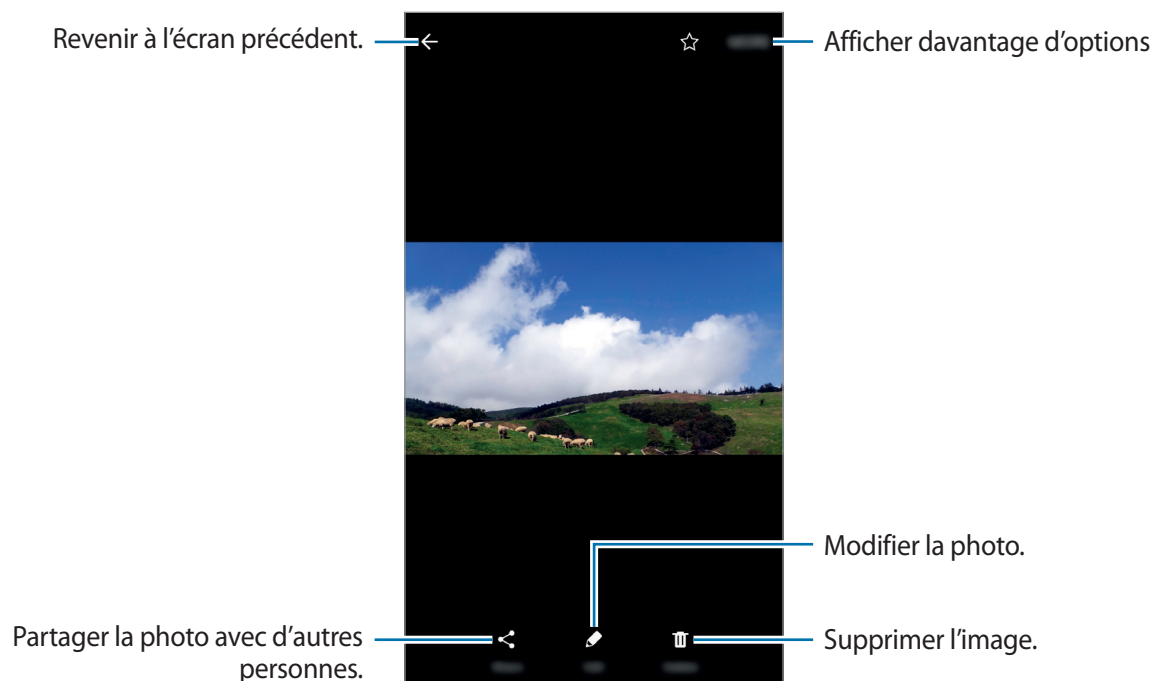 Revenir à l’écran précédent.
Afficher davantage d’options
Modifier la photo.
Partager la photo avec d’autres
personnes.
Supprimer l’image.